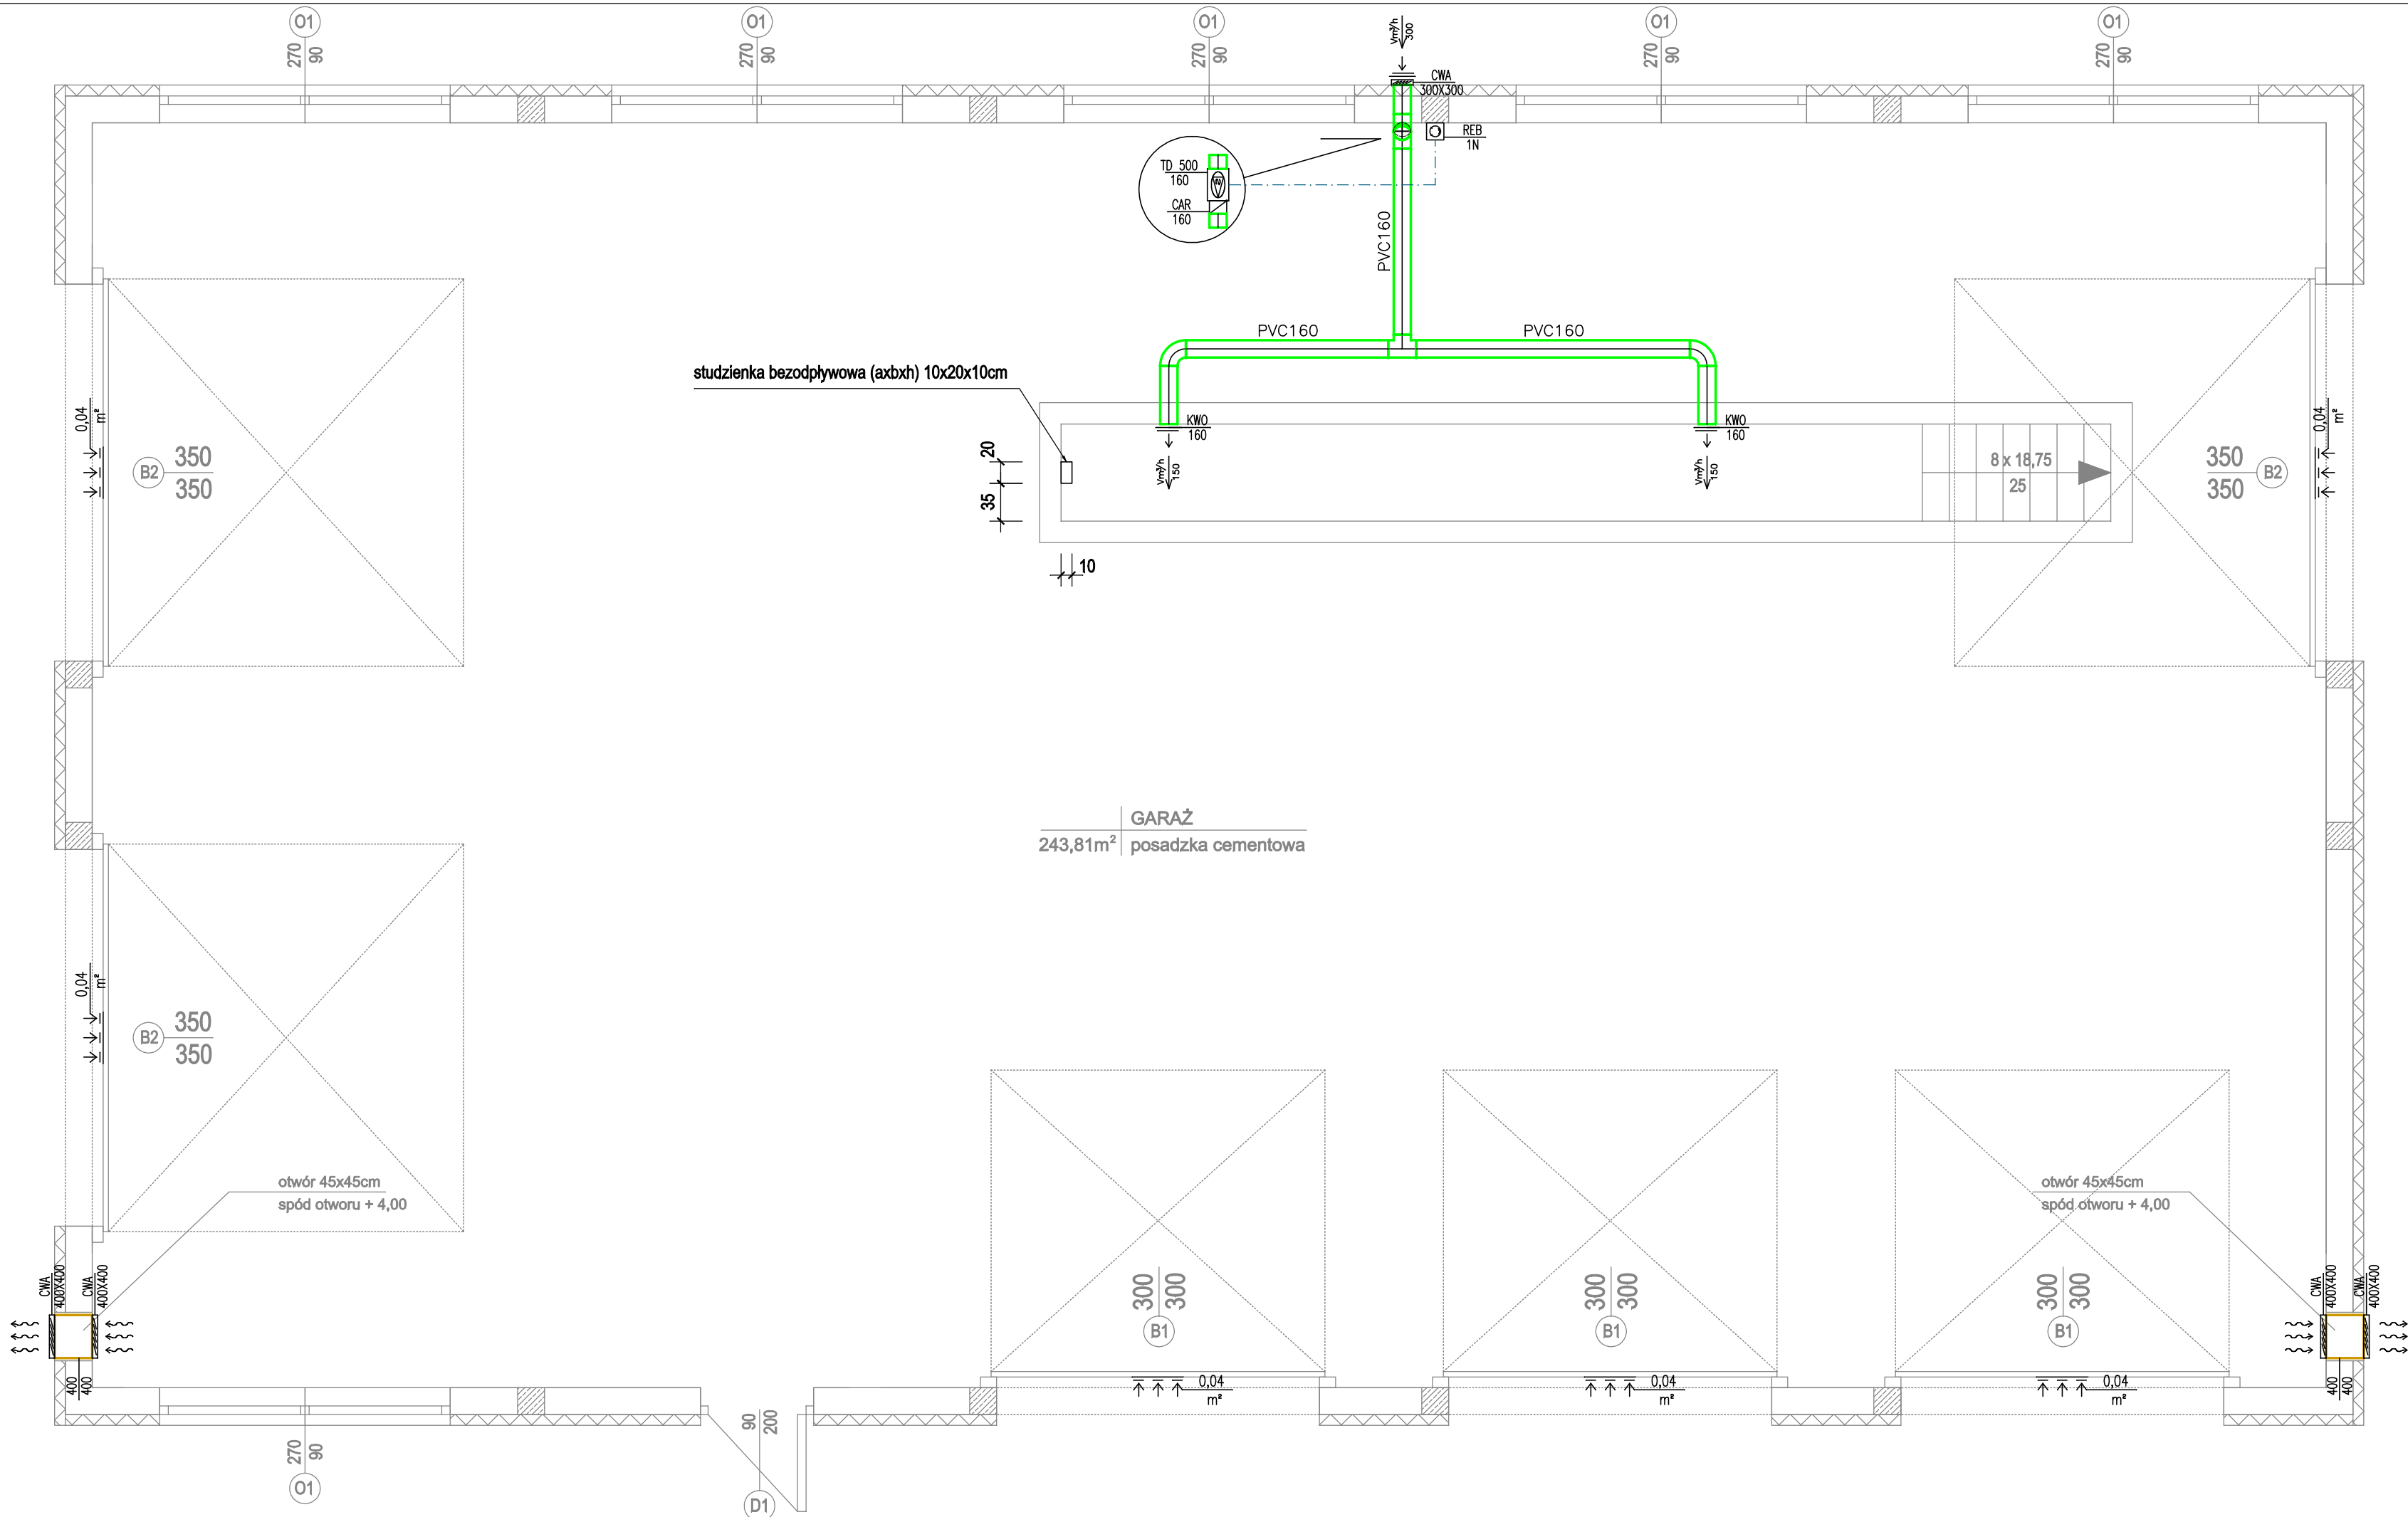 O1
270
90
O1
270
90
O1
270
90
Vm³/h
300
O1
270
90
O1
270
90
CWA
300X300
REB
1N
TD 500
160
CAR
160
PVC160
PVC160
PVC160
studzienka bezodpływowa (axbxh) 10x20x10cm
KWO
160
KWO
160
Vm³/h
150
Vm³/h
150
20
35
10
8 x 18,75
25
0,04
m²
B2
350
350
0,04
m²
350
350
B2
GARAŻ
243,81m²
posadzka cementowa
0,04
m²
B2
350
350
otwór 45x45cm
spód otworu + 4,00
otwór 45x45cm
spód otworu + 4,00
CWA
400X400
CWA
400X400
400
400
300
300
B1
300
300
B1
300
300
B1
CWA
400X400
CWA
400X400
400
400
0,04
m²
0,04
m²
0,04
m²
270
90
O1
90
200
D1